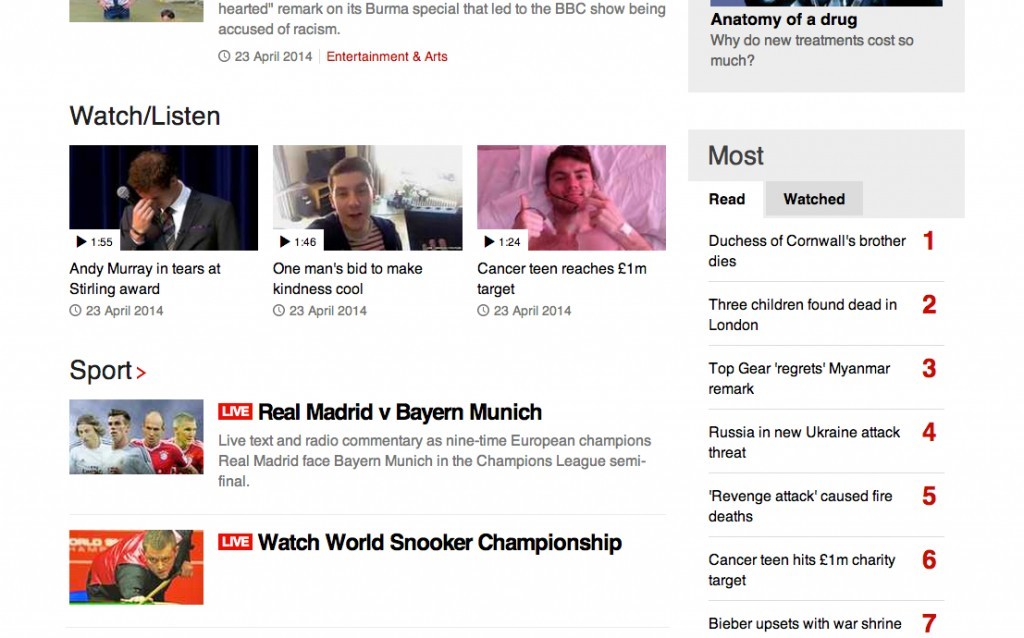 hearted" remark on its Burma special that led to the BBC show being
accused of racism.
23 April 2014
Entertainment & Arts
Watch/Listen
1:55
Andy Murray in tears at
Stirling award
23 April 2014
1:46
One man's bid to make
kindness cool
23 April 2014
1:24
Cancer teen reaches £1m
target
23 April 2014
Sport >
LIVE Real Madrid v Bayern Munich
Live text and radio commentary as nine-time European champions
Real Madrid face Bayern Munich in the Champions League semi-
final.
LIVE Watch World Snooker Championship
Anatomy of a drug
Why do new treatments cost so
much?
Most
Read
Watched
Duchess of Cornwall's brother 1
dies
Three children found dead in 2
London
Top Gear 'regrets' Myanmar 3
remark
Russia in new Ukraine attack 4
threat
'Revenge attack' caused fire 5
deaths
Cancer teen hits £1m charity 6
target
Bieber upsets with war shrine 7